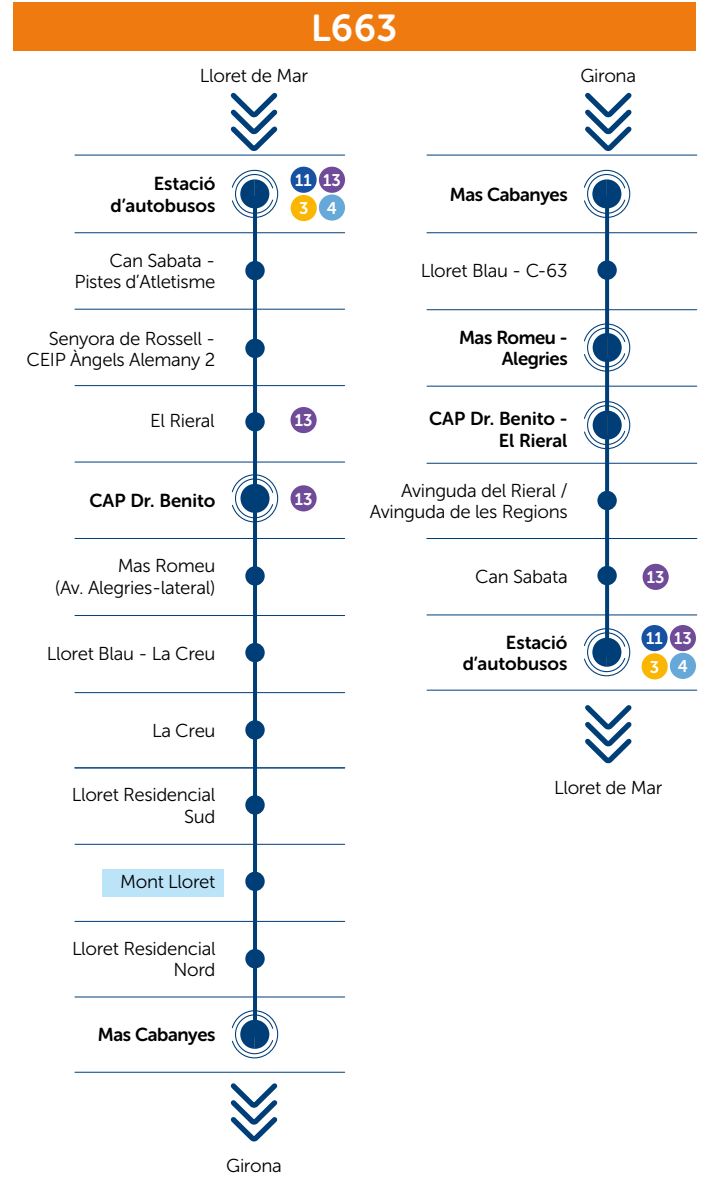 L663
Lloret de Mar
Estació
d'autobusos
11 13
3 4
Can Sabata -
Pistes d'Atletisme
Senyora de Rossell -
CEIP Àngels Alemany 2
El Rieral
13
CAP Dr. Benito
13
Mas Romeu
(Av. Alegries-lateral)
Lloret Blau - La Creu
La Creu
Lloret Residencial
Sud
Mont Lloret
Lloret Residencial
Nord
Mas Cabanyes
Girona
Girona
Mas Cabanyes
Lloret Blau - C-63
Mas Romeu -
Alegries
CAP Dr. Benito -
El Rieral
Avinguda del Rieral /
Avinguda de les Regions
Can Sabata
13
Estació
d'autobusos
11 13
3 4
Lloret de Mar